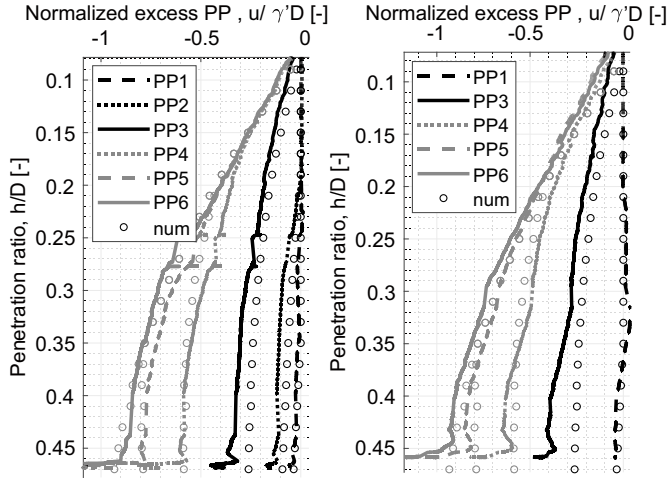 Normalized excess PP , u/ γ'D [-]
-1 -0.5 0
Penetration ratio, h/D [-]
0.1
0.15
0.2
0.25
0.3
0.35
0.4
0.45
PP1
PP2
PP3
PP4
PP5
PP6
num
Normalized excess PP , u/ γ'D [-]
-1 -0.5 0
Penetration ratio, h/D [-]
0.1
0.15
0.2
0.25
0.3
0.35
0.4
0.45
PP1
PP3
PP4
PP5
PP6
num